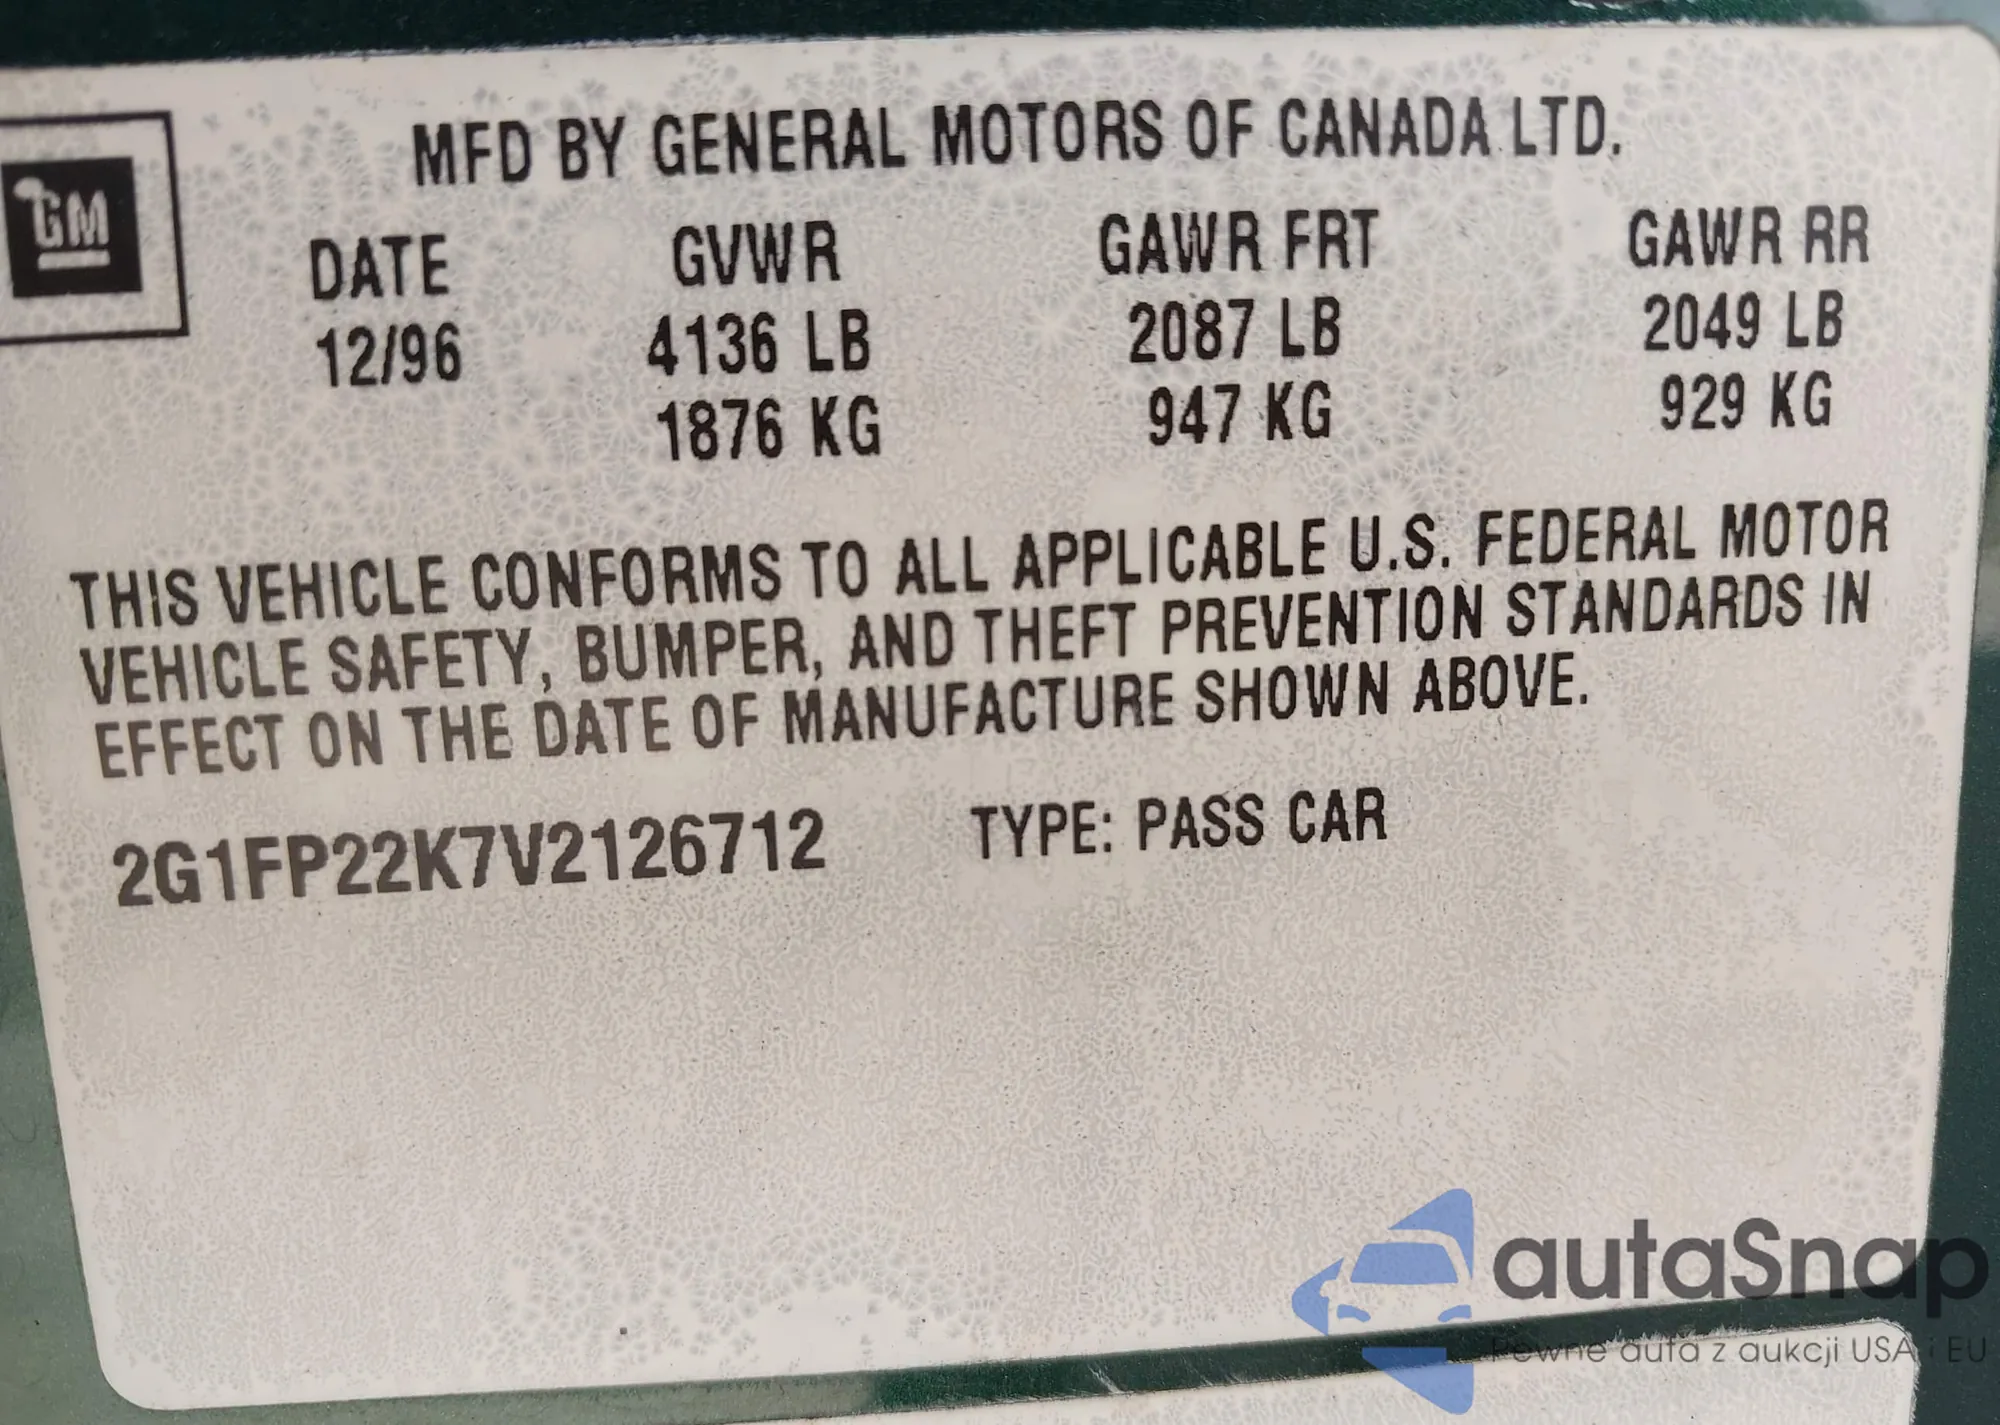 MFD BY GENERAL MOTORS OF CANADA LTD.
GM
DATE GVWR GAWR FRT GAWR RR
12/96 4136 LB 2087 LB 2049 LB
1876 KG 947 KG 929 KG
THIS VEHICLE CONFORMS TO ALL APPLICABLE U.S. FEDERAL MOTOR
VEHICLE SAFETY, BUMPER, AND THEFT PREVENTION STANDARDS IN
EFFECT ON THE DATE OF MANUFACTURE SHOWN ABOVE.
2G1FP22K7V2126712 TYPE: PASS CAR
autaSnap
Pewne auta z aukcji USA i EU